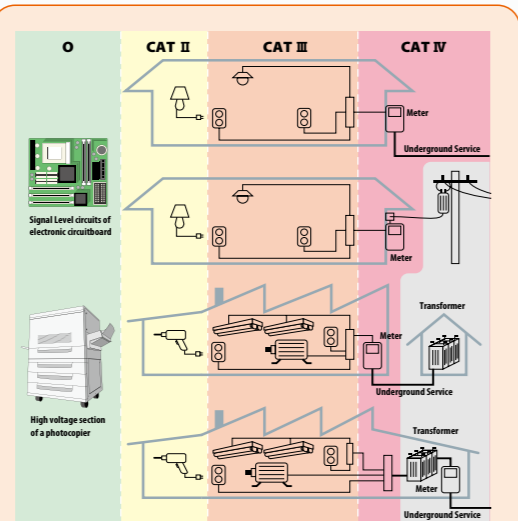 O
CAT II
CAT III
CAT IV
Meter
Underground Service
Signal Level circuits of
electronic circuitboard
Meter
Transformer
Meter
Underground Service
High voltage section
of a photocopier
Transformer
Meter
Underground Service